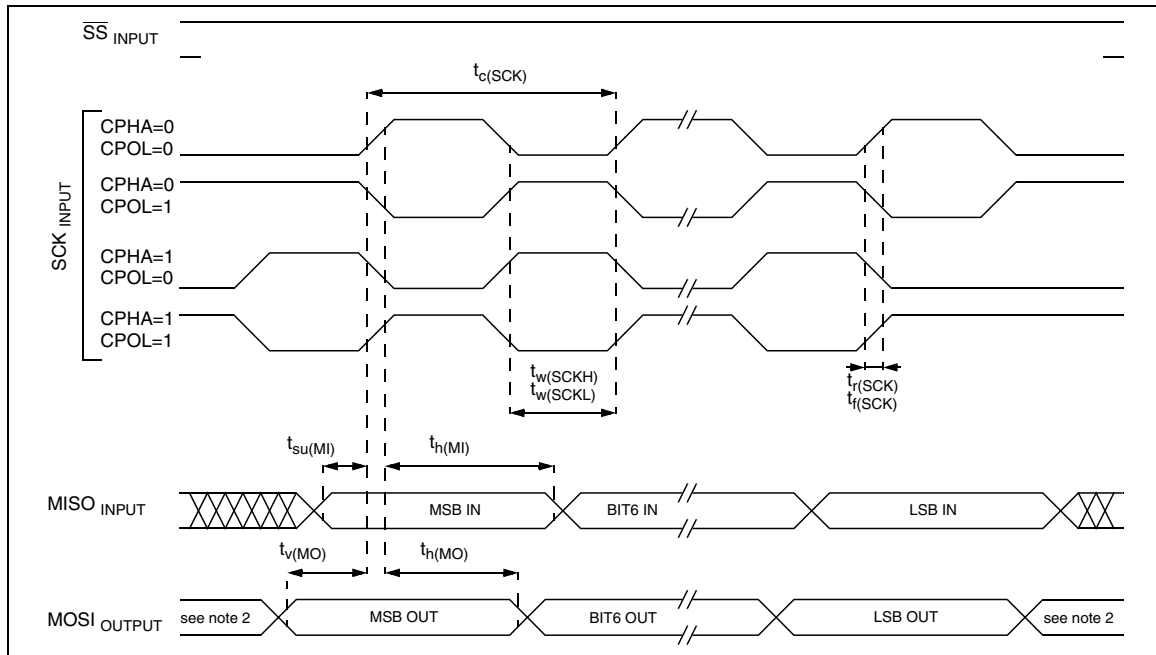 SS INPUT
tc(SCK)
SCK INPUT
CPHA=0
CPOL=0
CPHA=0
CPOL=1
CPHA=1
CPOL=0
CPHA=1
CPOL=1
tw(SCKH)
tw(SCKL)
tr(SCK)
tf(SCK)
tsu(MI)
th(MI)
MISO INPUT
MSB IN
BIT6 IN
LSB IN
tv(MO)
th(MO)
MOSI OUTPUT
see note 2
MSB OUT
BIT6 OUT
LSB OUT
see note 2